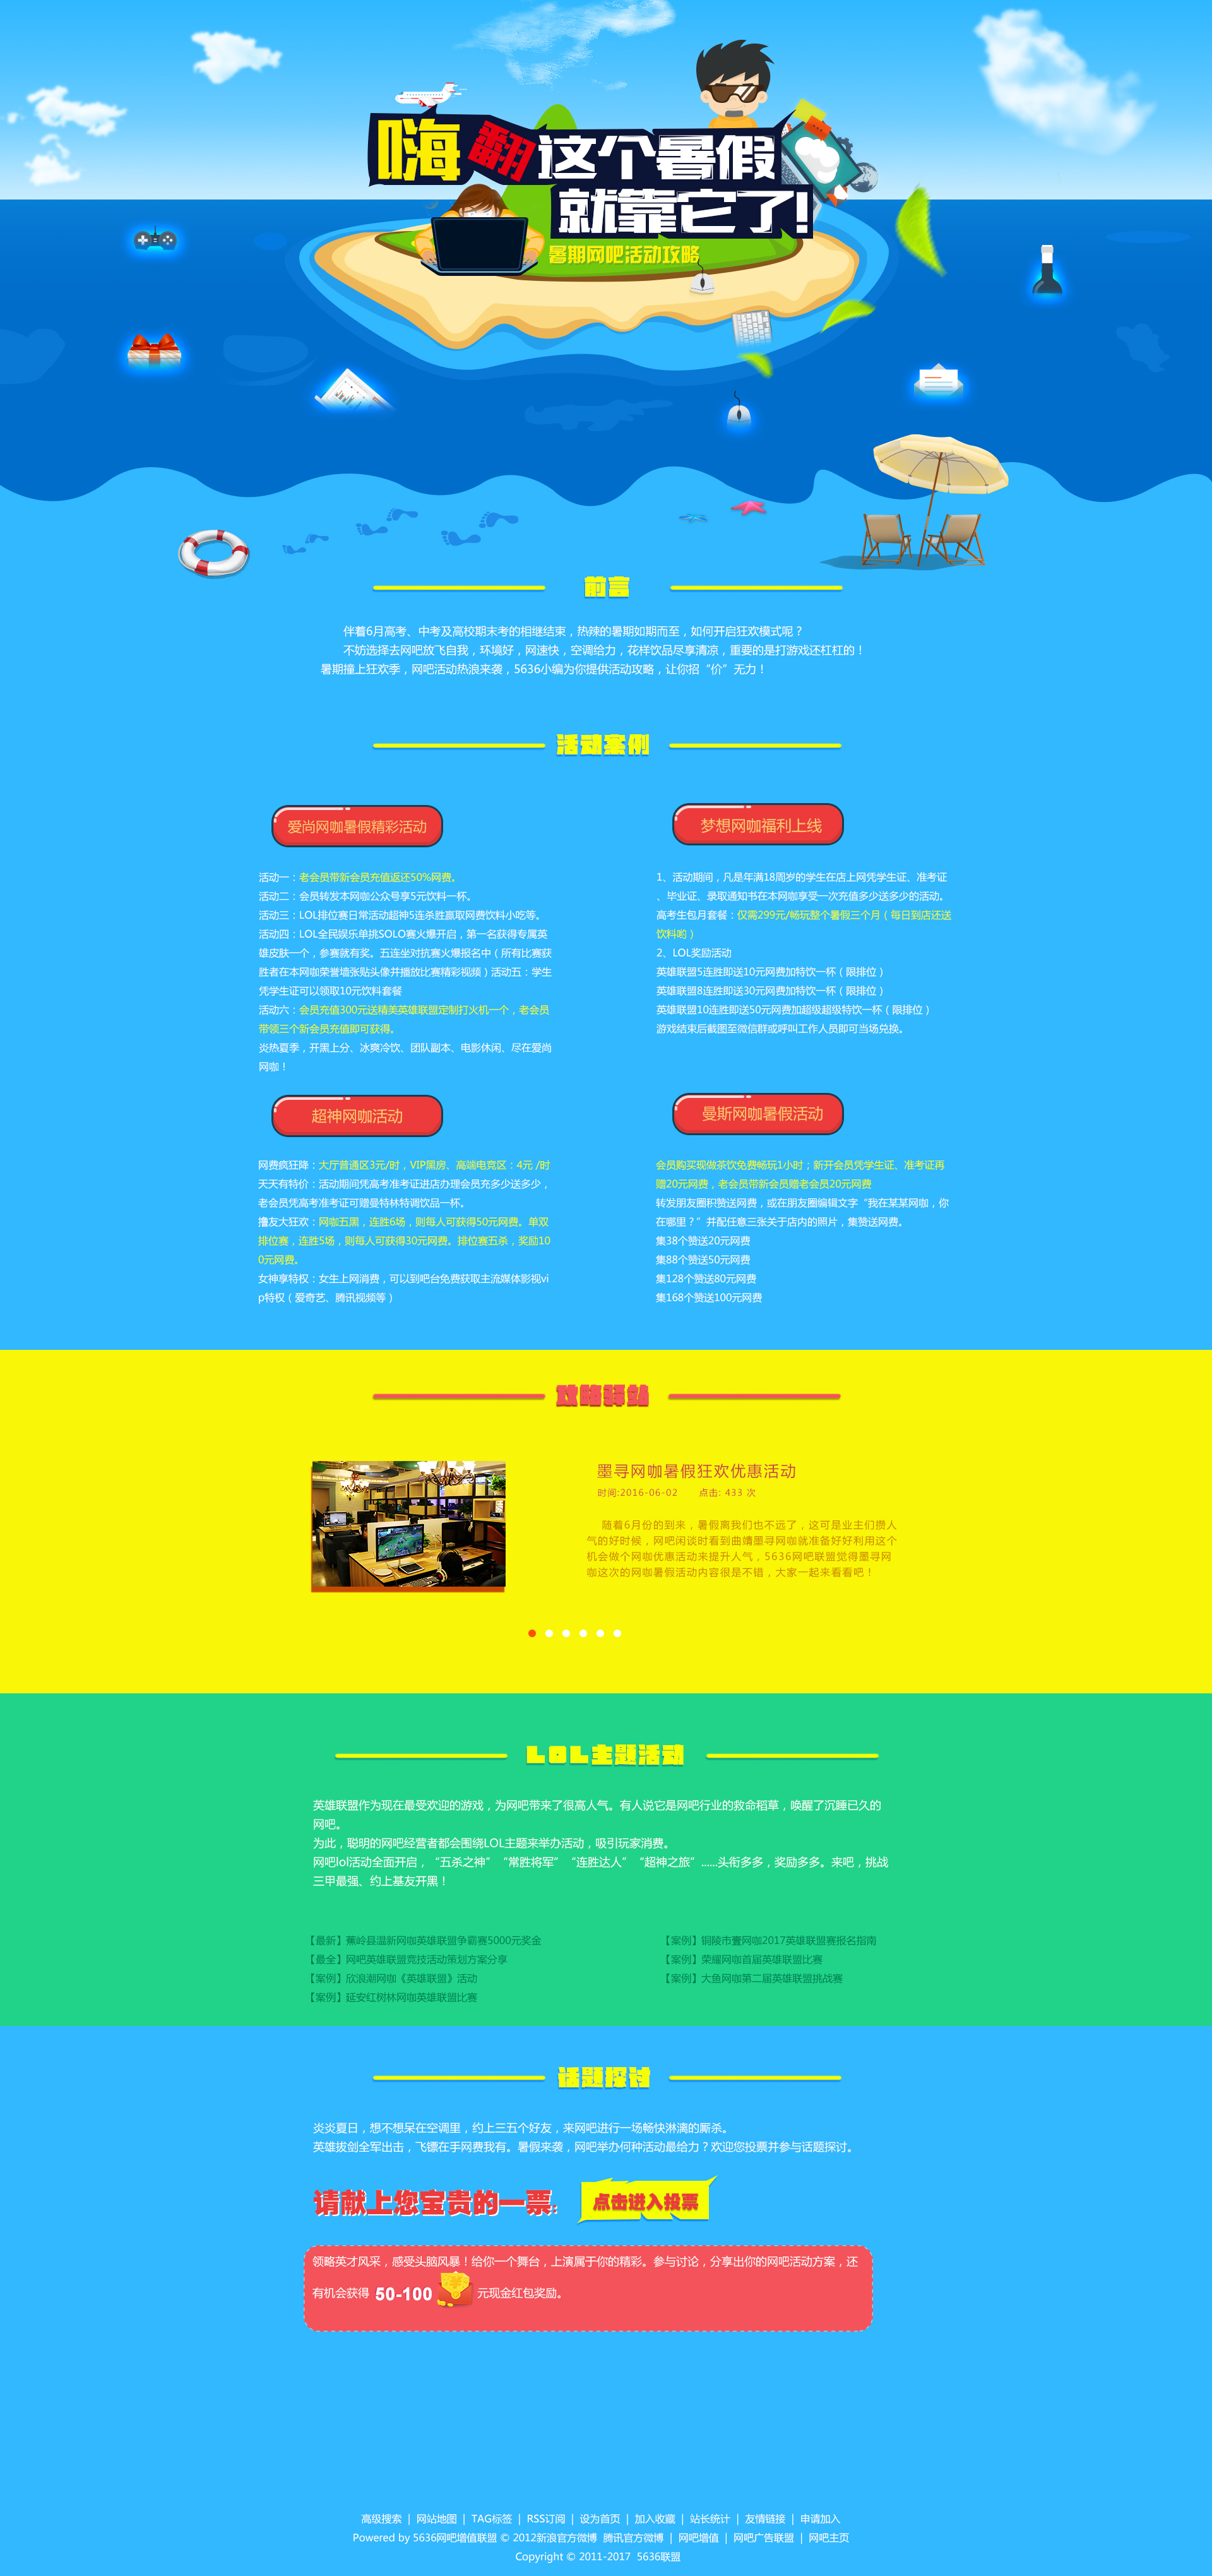 嗨翻这个暑假
就靠它了!
暑期网吧活动攻略
前言
伴着6月高考、中考及高校期末考的相继结束，热辣的暑期如期而至，如何开启狂欢模式呢？
不妨选择去网吧放飞自我，环境好，网速快，空调给力，花样饮品尽享清凉，重要的是打游戏还杠杠的！
暑期撞上狂欢季，网吧活动热浪来袭，5636小编为你提供活动攻略，让你招“价”无力！
活动案例
爱尚网咖暑假精彩活动
活动一：老会员带新会员充值返还50%网费。
活动二：会员转发本网咖公众号享5元饮料一杯。
活动三：LOL排位赛日常活动超神5连杀胜赢取网费饮料小吃等。
活动四：LOL全民娱乐单挑SOLO赛火爆开启，第一名获得专属英
雄皮肤一个，参赛就有奖。五连坐对抗赛火爆报名中（所有比赛获
胜者在本网咖荣誉墙张贴头像并播放比赛精彩视频）活动五：学生
凭学生证可以领取10元饮料套餐
活动六：会员充值300元送精美英雄联盟定制打火机一个，老会员
带领三个新会员充值即可获得。
炎热夏季，开黑上分、冰爽冷饮、团队副本、电影休闲、尽在爱尚
网咖！
梦想网咖福利上线
1、活动期间，凡是年满18周岁的学生在店上网凭学生证、准考证
、毕业证、录取通知书在本网咖享受一次充值多少送多少的活动。
高考生包月套餐：仅需299元/畅玩整个暑假三个月（每日到店还送
饮料哟）
2、LOL奖励活动
英雄联盟5连胜即送10元网费加特饮一杯（限排位）
英雄联盟8连胜即送30元网费加特饮一杯（限排位）
英雄联盟10连胜即送50元网费加超级超级特饮一杯（限排位）
游戏结束后截图至微信群或呼叫工作人员即可当场兑换。
超神网咖活动
网费疯狂降：大厅普通区3元/时，VIP黑房、高端电竞区：4元 /时
天天有特价：活动期间凭高考准考证进店办理会员充多少送多少，
老会员凭高考准考证可赠曼特林特调饮品一杯。
撸友大狂欢：网咖五黑，连胜6场，则每人可获得50元网费。单双
排位赛，连胜5场，则每人可获得30元网费。排位赛五杀，奖励10
0元网费。
女神享特权：女生上网消费，可以到吧台免费获取主流媒体影视vi
p特权（爱奇艺、腾讯视频等）
曼斯网咖暑假活动
会员购买现做茶饮免费畅玩1小时；新开会员凭学生证、准考证再
赠20元网费，老会员带新会员赠老会员20元网费
转发朋友圈积赞送网费，或在朋友圈编辑文字“我在某某网咖，你
在哪里？”并配任意三张关于店内的照片，集赞送网费。
集38个赞送20元网费
集88个赞送50元网费
集128个赞送80元网费
集168个赞送100元网费
攻略驿站
墨寻网咖暑假狂欢优惠活动
时间:2016-06-02 点击: 433 次
随着6月份的到来，暑假离我们也不远了，这可是业主们攒人
气的好时候，网吧闲谈时看到曲靖墨寻网咖就准备好好利用这个
机会做个网咖优惠活动来提升人气，5636网吧联盟觉得墨寻网
咖这次的网咖暑假活动内容很是不错，大家一起来看看吧！
LOL主题活动
英雄联盟作为现在最受欢迎的游戏，为网吧带来了很高人气。有人说它是网吧行业的救命稻草，唤醒了沉睡已久的
网吧。
为此，聪明的网吧经营者都会围绕LOL主题来举办活动，吸引玩家消费。
网吧lol活动全面开启，“五杀之神”“常胜将军”“连胜达人”“超神之旅”......头衔多多，奖励多多。来吧，挑战
三甲最强、约上基友开黑！
【最新】蕉岭县温新网咖英雄联盟争霸赛5000元奖金
【最全】网吧英雄联盟竞技活动策划方案分享
【案例】欣浪潮网咖《英雄联盟》活动
【案例】延安红树林网咖英雄联盟比赛
【案例】铜陵市壹网咖2017英雄联盟赛报名指南
【案例】荣耀网咖首届英雄联盟比赛
【案例】大鱼网咖第二届英雄联盟挑战赛
话题探讨
炎炎夏日，想不想呆在空调里，约上三五个好友，来网吧进行一场畅快淋漓的厮杀。
英雄拔剑全军出击，飞镖在手网费我有。暑假来袭，网吧举办何种活动最给力？欢迎您投票并参与话题探讨。
请献上您宝贵的一票: 点击进入投票
领略英才风采，感受头脑风暴！给你一个舞台，上演属于你的精彩。参与讨论，分享出你的网吧活动方案，还
有机会获得 50-100 元现金红包奖励。
高级搜索 | 网站地图 | TAG标签 | RSS订阅 | 设为首页 | 加入收藏 | 站长统计 | 友情链接 | 申请加入
Powered by 5636网吧增值联盟 © 2012新浪官方微博 腾讯官方微博 | 网吧增值 | 网吧广告联盟 | 网吧主页
Copyright © 2011-2017 5636联盟